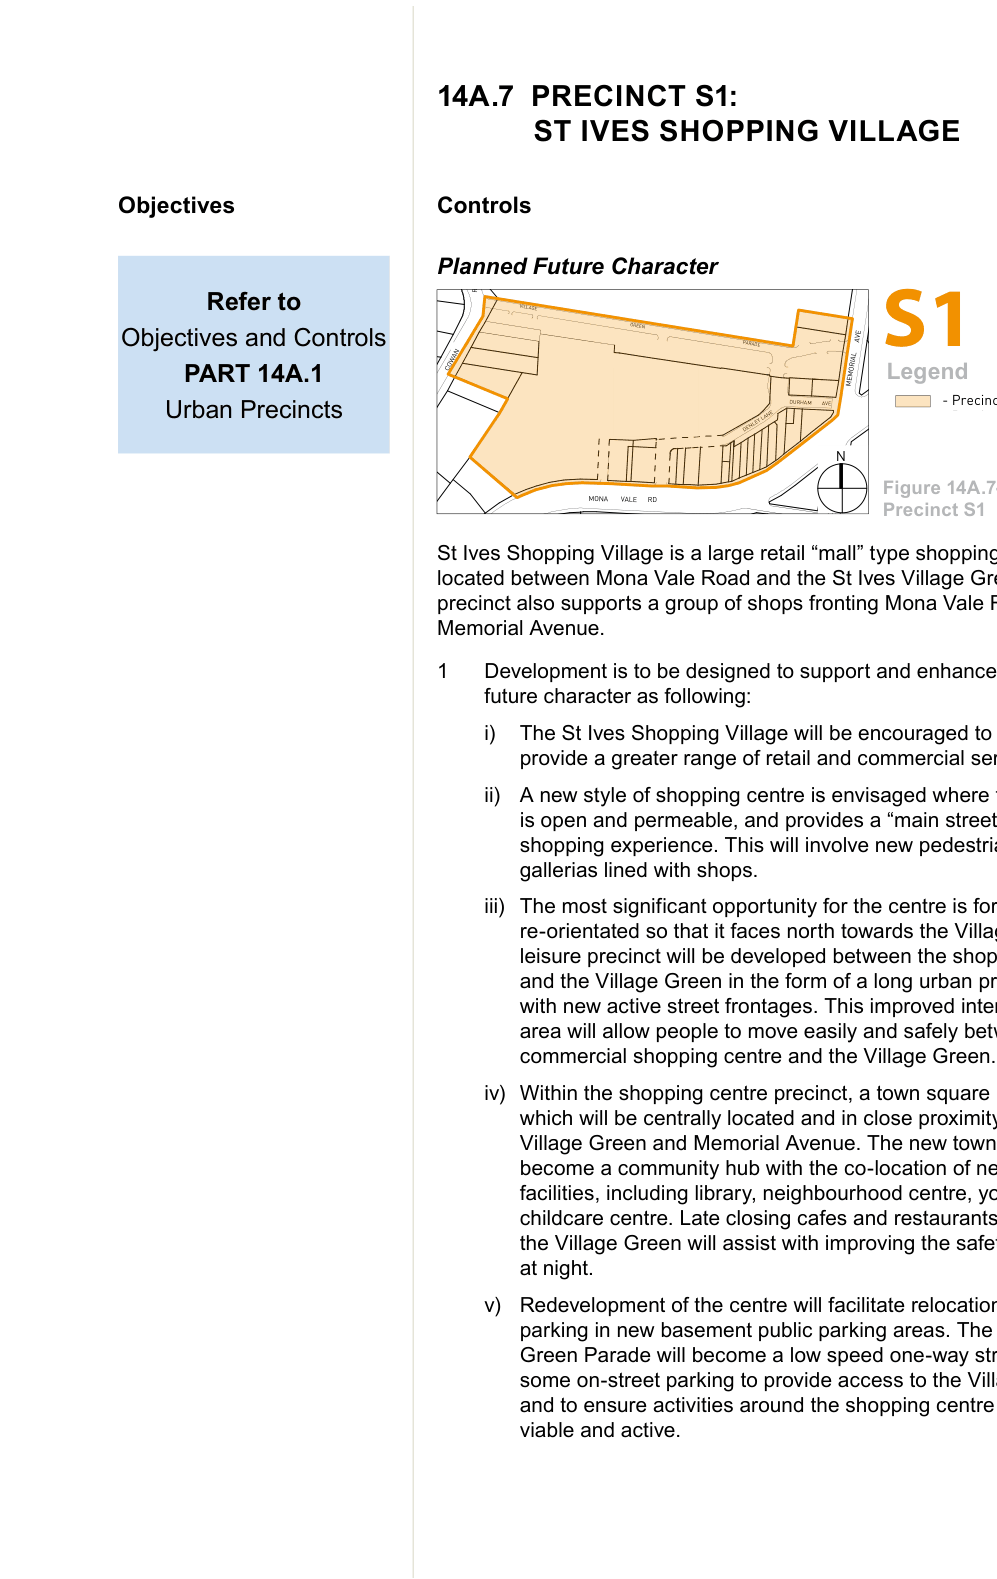 14A.7 PRECINCT S1:
ST IVES SHOPPING VILLAGE
Objectives
Controls
Refer to
Objectives and Controls
PART 14A.1
Urban Precincts
Planned Future Character
VILLAGE GREEN PARADE
COWAN
MEMORIAL AVE
DURHAM AVE
DENLEY LANE
MONA VALE RD
N
S1
Legend
- Precinc
Figure 14A.7-
Precinct S1
St Ives Shopping Village is a large retail “mall” type shopping
located between Mona Vale Road and the St Ives Village Gre
precinct also supports a group of shops fronting Mona Vale R
Memorial Avenue.
1 Development is to be designed to support and enhance
future character as following:
i) The St Ives Shopping Village will be encouraged to
provide a greater range of retail and commercial ser
ii) A new style of shopping centre is envisaged where t
is open and permeable, and provides a “main street
shopping experience. This will involve new pedestria
gallerias lined with shops.
iii) The most significant opportunity for the centre is for
re-orientated so that it faces north towards the Villag
leisure precinct will be developed between the shop
and the Village Green in the form of a long urban pr
with new active street frontages. This improved inter
area will allow people to move easily and safely betw
commercial shopping centre and the Village Green.
iv) Within the shopping centre precinct, a town square
which will be centrally located and in close proximity
Village Green and Memorial Avenue. The new town
become a community hub with the co-location of ne
facilities, including library, neighbourhood centre, yo
childcare centre. Late closing cafes and restaurants
the Village Green will assist with improving the safet
at night.
v) Redevelopment of the centre will facilitate relocation
parking in new basement public parking areas. The
Green Parade will become a low speed one-way str
some on-street parking to provide access to the Villa
and to ensure activities around the shopping centre
viable and active.